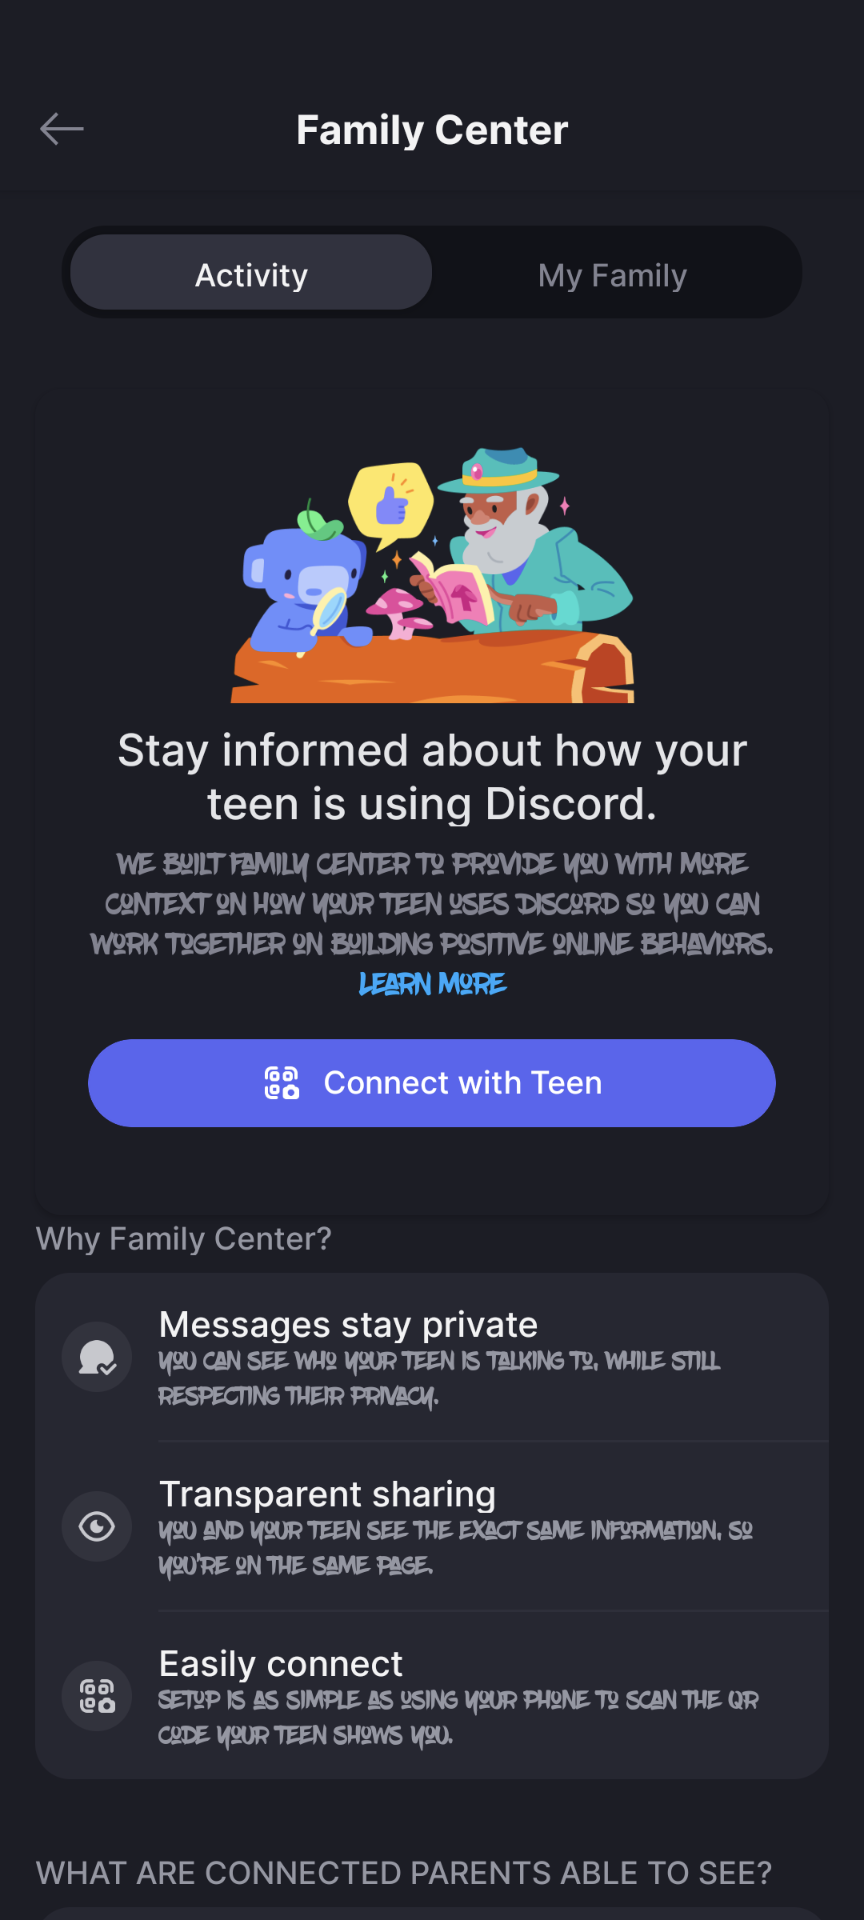 Family Center
Activity
My Family
Stay informed about how your
teen is using Discord.
WE BUILT FAMILY CENTER TO PROVIDE YOU WITH MORE
CONTEXT ON HOW YOUR TEEN USES DISCORD SO YOU CAN
WORK TOGETHER ON BUILDING POSITIVE ONLINE BEHAVIORS.
LEARN MORE
Connect with Teen
Why Family Center?
Messages stay private
YOU CAN SEE WHO YOUR TEEN IS TALKING TO, WHILE STILL
RESPECTING THEIR PRIVACY.
Transparent sharing
YOU AND YOUR TEEN SEE THE EXACT SAME INFORMATION, SO
YOU'RE ON THE SAME PAGE.
Easily connect
SETUP IS AS SIMPLE AS USING YOUR PHONE TO SCAN THE QR
CODE YOUR TEEN SHOWS YOU.
WHAT ARE CONNECTED PARENTS ABLE TO SEE?